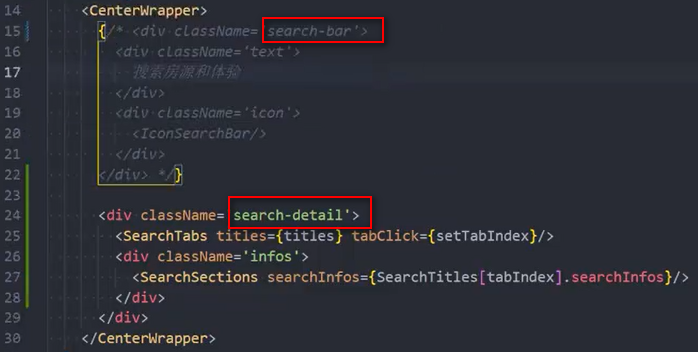 14 <CenterWrapper>
15 {/* <div className='search-bar'>
16 <div className='text'>
17 搜索房源和体验
18 </div>
19 <div className='icon'>
20 <IconSearchBar/>
21 </div>
22 </div> */}
23
24 <div className='search-detail'>
25 <SearchTabs titles={titles} tabClick={setTabIndex}/>
26 <div className='infos'>
27 <SearchSections searchInfos={SearchTitles[tabIndex].searchInfos}/>
28 </div>
29 </div>
30 </CenterWrapper>